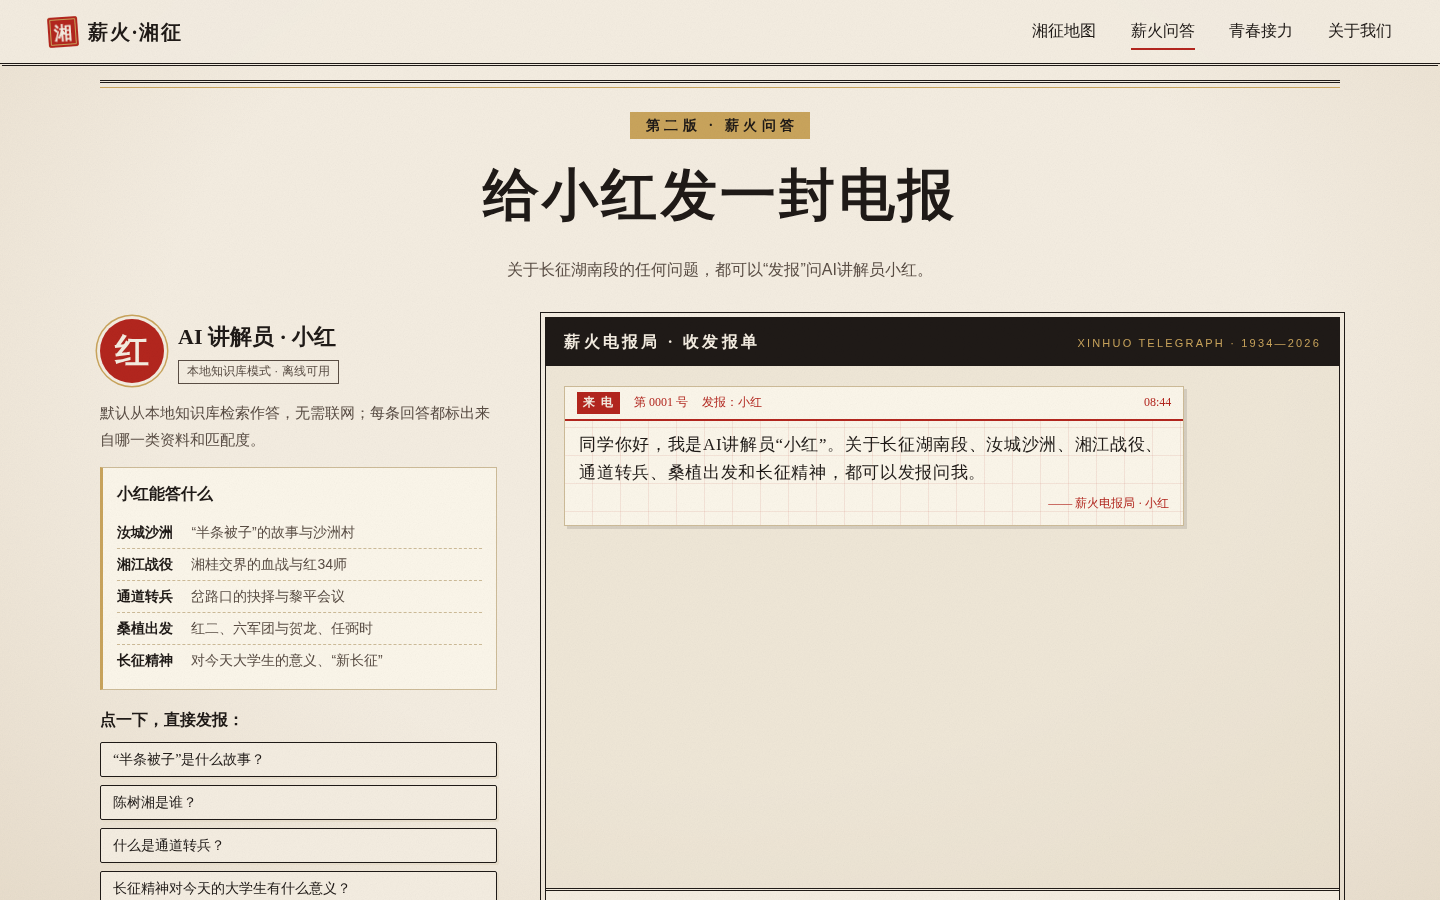 湘
薪火·湘征
湘征地图
薪火问答
青春接力
关于我们
第二版 · 薪火问答
给小红发一封电报
关于长征湖南段的任何问题，都可以“发报”问AI讲解员小红。
红
AI 讲解员 · 小红
本地知识库模式 · 离线可用
默认从本地知识库检索作答，无需联网；每条回答都标出来
自哪一类资料和匹配度。
小红能答什么
汝城沙洲 “半条被子”的故事与沙洲村
湘江战役 湘桂交界的血战与红34师
通道转兵 岔路口的抉择与黎平会议
桑植出发 红二、六军团与贺龙、任弼时
长征精神 对今天大学生的意义、“新长征”
点一下，直接发报：
“半条被子”是什么故事？
陈树湘是谁？
什么是通道转兵？
长征精神对今天的大学生有什么意义？
薪火电报局 · 收发报单
XINHUO TELEGRAPH · 1934—2026
来 电 第 0001 号 发报：小红 08:44
同学你好，我是AI讲解员“小红”。关于长征湖南段、汝城沙洲、湘江战役、
通道转兵、桑植出发和长征精神，都可以发报问我。
—— 薪火电报局 · 小红